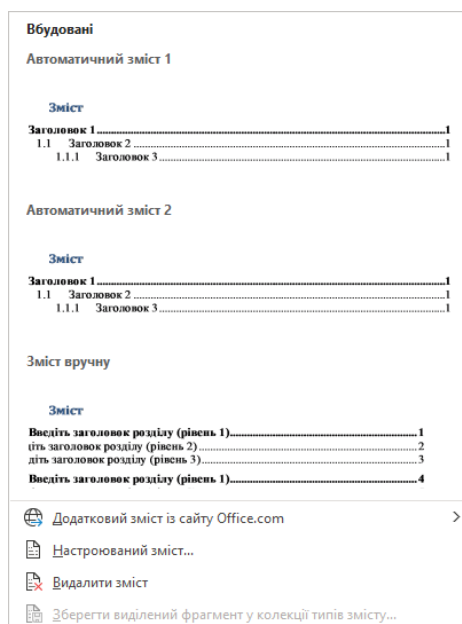 Вбудовані
Автоматичний зміст 1
Зміст
Заголовок 1........1
1.1 Заголовок 2........1
1.1.1 Заголовок 3........1
Автоматичний зміст 2
Зміст
Заголовок 1........1
1.1 Заголовок 2........1
1.1.1 Заголовок 3........1
Зміст вручну
Зміст
Введіть заголовок розділу (рівень 1)........1
діть заголовок розділу (рівень 2)........2
діть заголовок розділу (рівень 3)........3
Введіть заголовок розділу (рівень 1)........4
Додатковий зміст із сайту Office.com
Настроюваний зміст...
Видалити зміст
Зберегти виділений фрагмент у колекції типів змісту...